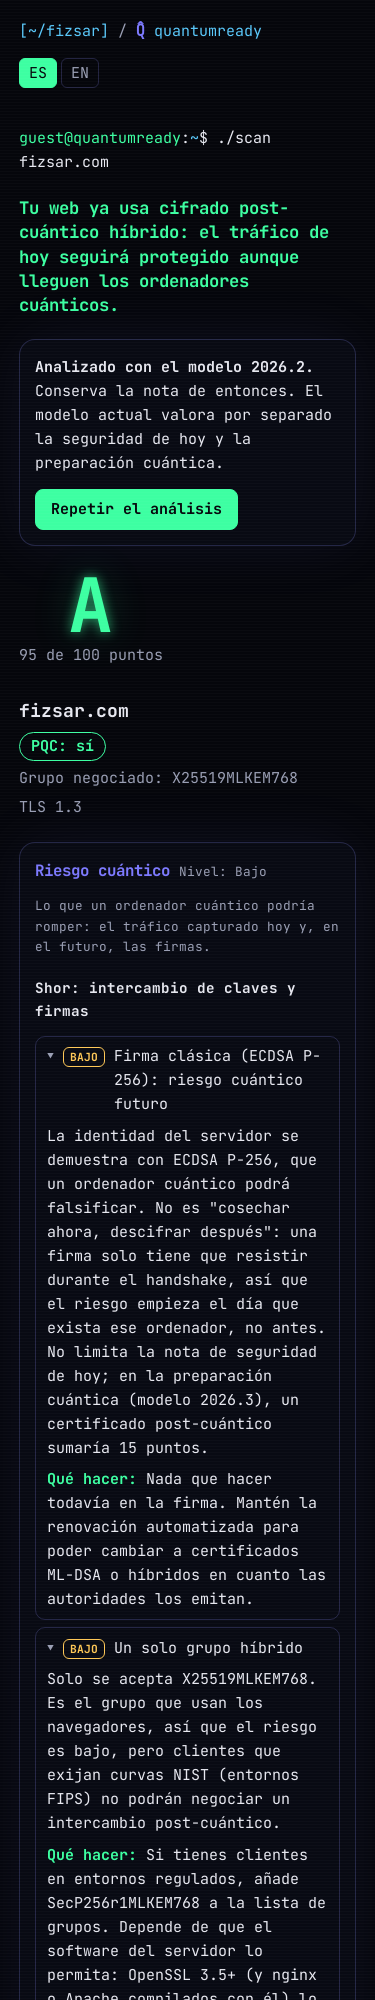 [~/fizsar] / Q̂ quantumready
ES EN
guest@quantumready:~$ ./scan
fizsar.com
Tu web ya usa cifrado post-
cuántico híbrido: el tráfico de
hoy seguirá protegido aunque
lleguen los ordenadores
cuánticos.
Analizado con el modelo 2026.2.
Conserva la nota de entonces. El
modelo actual valora por separado
la seguridad de hoy y la
preparación cuántica.
Repetir el análisis
A
95 de 100 puntos
fizsar.com
PQC: sí
Grupo negociado: X25519MLKEM768
TLS 1.3
Riesgo cuántico Nivel: Bajo
Lo que un ordenador cuántico podría
romper: el tráfico capturado hoy y, en
el futuro, las firmas.
Shor: intercambio de claves y
firmas
▾ BAJO Firma clásica (ECDSA P-
256): riesgo cuántico
futuro
La identidad del servidor se
demuestra con ECDSA P-256, que
un ordenador cuántico podrá
falsificar. No es "cosechar
ahora, descifrar después": una
firma solo tiene que resistir
durante el handshake, así que
el riesgo empieza el día que
exista ese ordenador, no antes.
No limita la nota de seguridad
de hoy; en la preparación
cuántica (modelo 2026.3), un
certificado post-cuántico
sumaría 15 puntos.
Qué hacer: Nada que hacer
todavía en la firma. Mantén la
renovación automatizada para
poder cambiar a certificados
ML-DSA o híbridos en cuanto las
autoridades los emitan.
▾ BAJO Un solo grupo híbrido
Solo se acepta X25519MLKEM768.
Es el grupo que usan los
navegadores, así que el riesgo
es bajo, pero clientes que
exijan curvas NIST (entornos
FIPS) no podrán negociar un
intercambio post-cuántico.
Qué hacer: Si tienes clientes
en entornos regulados, añade
SecP256r1MLKEM768 a la lista de
grupos. Depende de que el
software del servidor lo
permita: OpenSSL 3.5+ (y nginx
o Apache compilados con él) lo